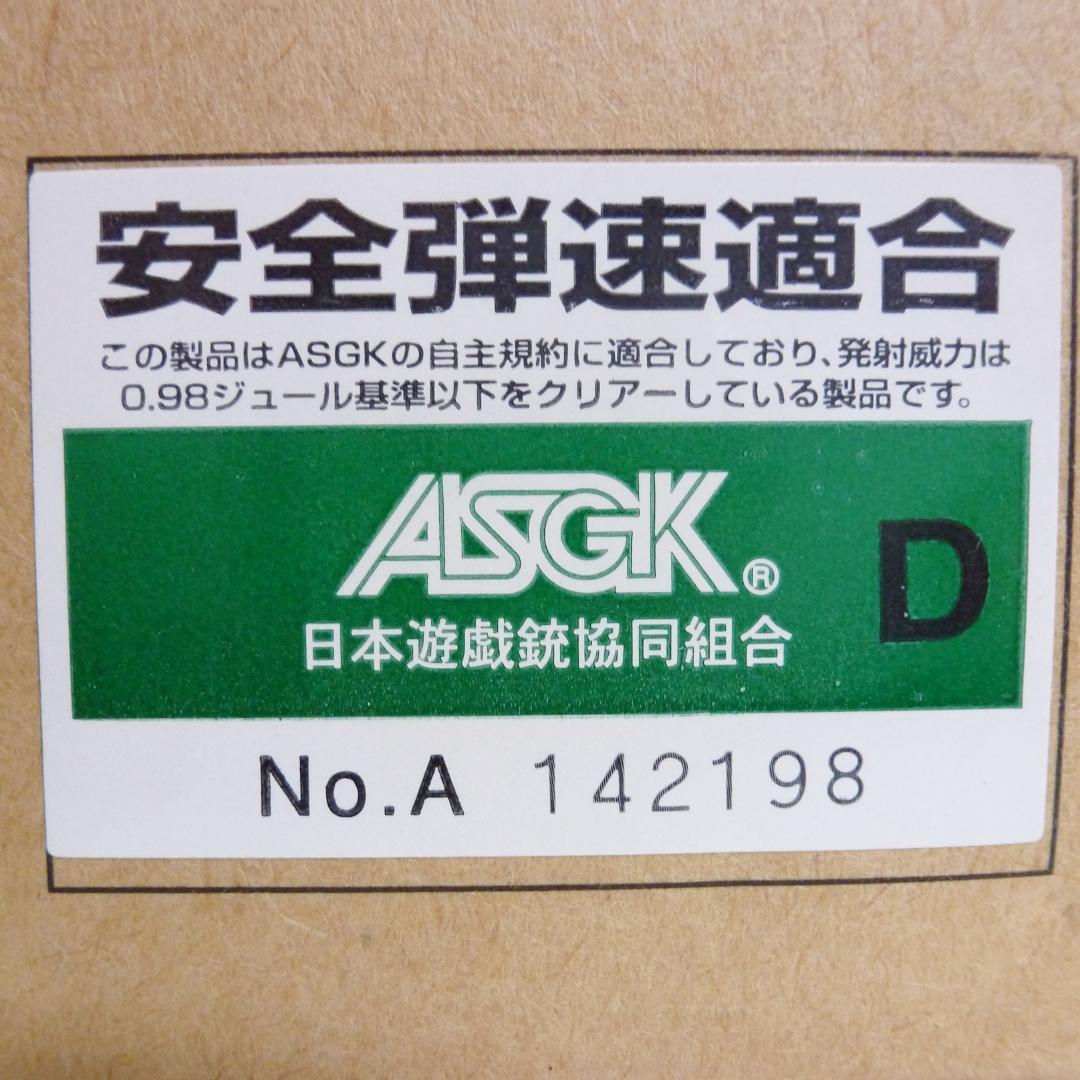 安全弾速適合
この製品はASGKの自主規約に適合しており、発射威力は
0.98ジュール基準以下をクリアーしている製品です。
ASGK®
D
日本遊戯銃協同組合
No.A 142198